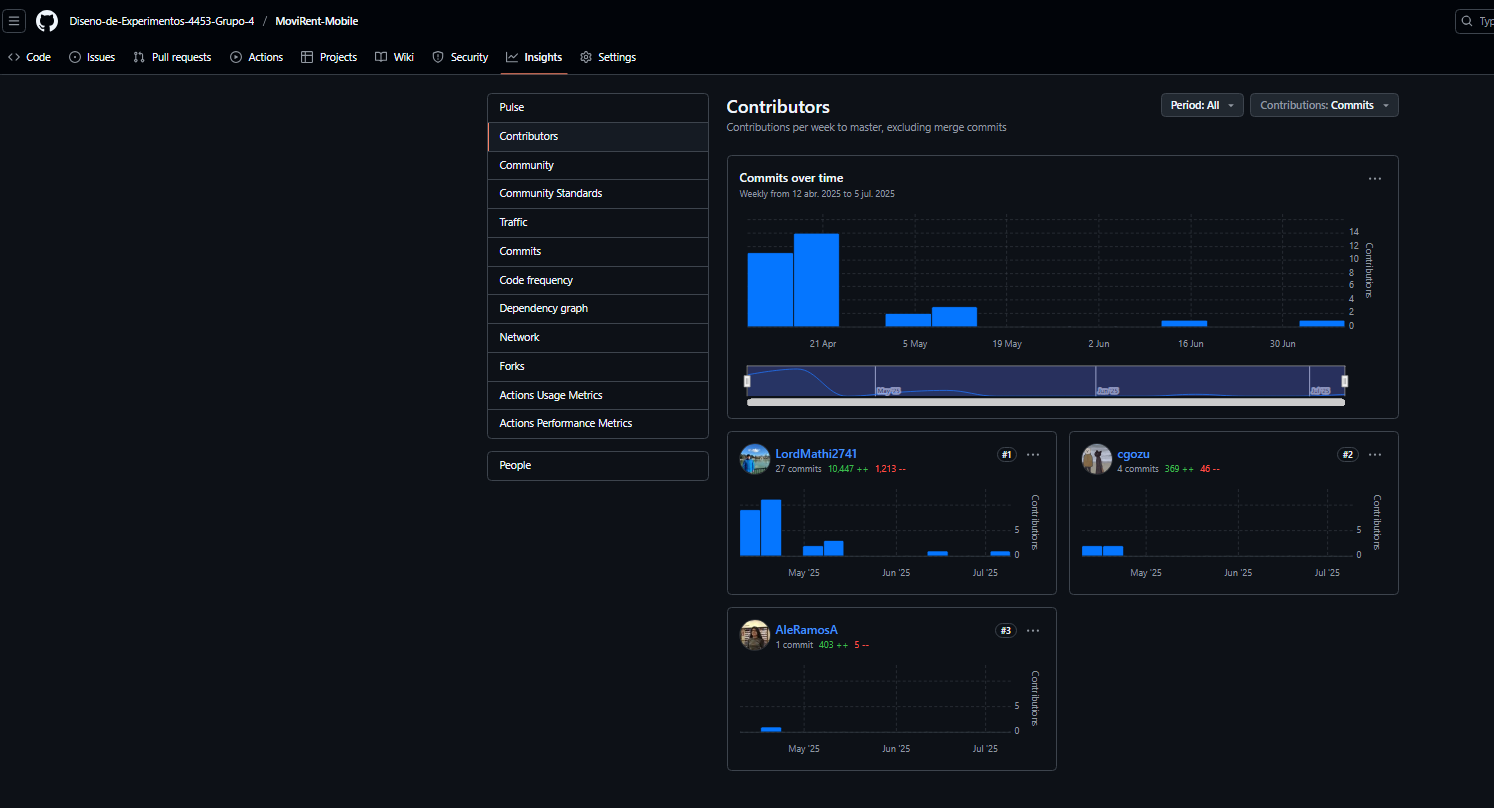 Diseno-de-Experimentos-4453-Grupo-4 / MoviRent-Mobile
Typ
Code Issues Pull requests Actions Projects Wiki Security Insights Settings
Pulse
Contributors
Community
Community Standards
Traffic
Commits
Code frequency
Dependency graph
Network
Forks
Actions Usage Metrics
Actions Performance Metrics
People
Contributors
Period: All
Contributions: Commits
Contributions per week to master, excluding merge commits
Commits over time
Weekly from 12 abr. 2025 to 5 jul. 2025
14
12
10
8
6
4
2
0
Contributions
21 Apr 5 May 19 May 2 Jun 16 Jun 30 Jun
May '25 Jun '25 Jul '25
LordMathi2741
#1
27 commits 10,447 ++ 1,213 --
5
0
Contributions
May '25 Jun '25 Jul '25
cgozu
#2
4 commits 369 ++ 46 --
5
0
Contributions
May '25 Jun '25 Jul '25
AleRamosA
#3
1 commit 403 ++ 5 --
5
0
Contributions
May '25 Jun '25 Jul '25